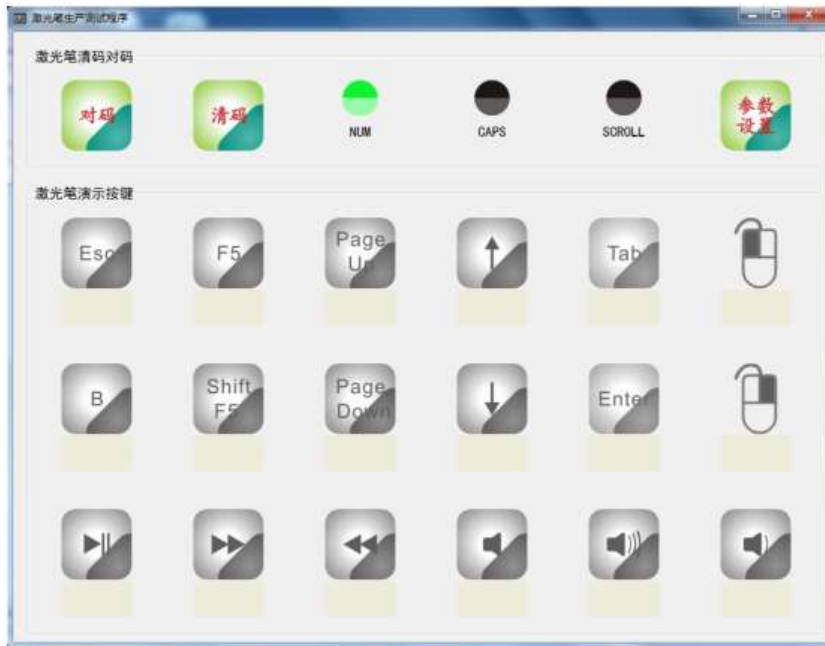 激光笔生产测试程序
激光笔清码对码
对码
清码
NUM
CAPS
SCROLL
参数
设置
激光笔演示按键
Esc
F5
Page
Up
Tab
B
Shift
F5
Page
Down
Enter